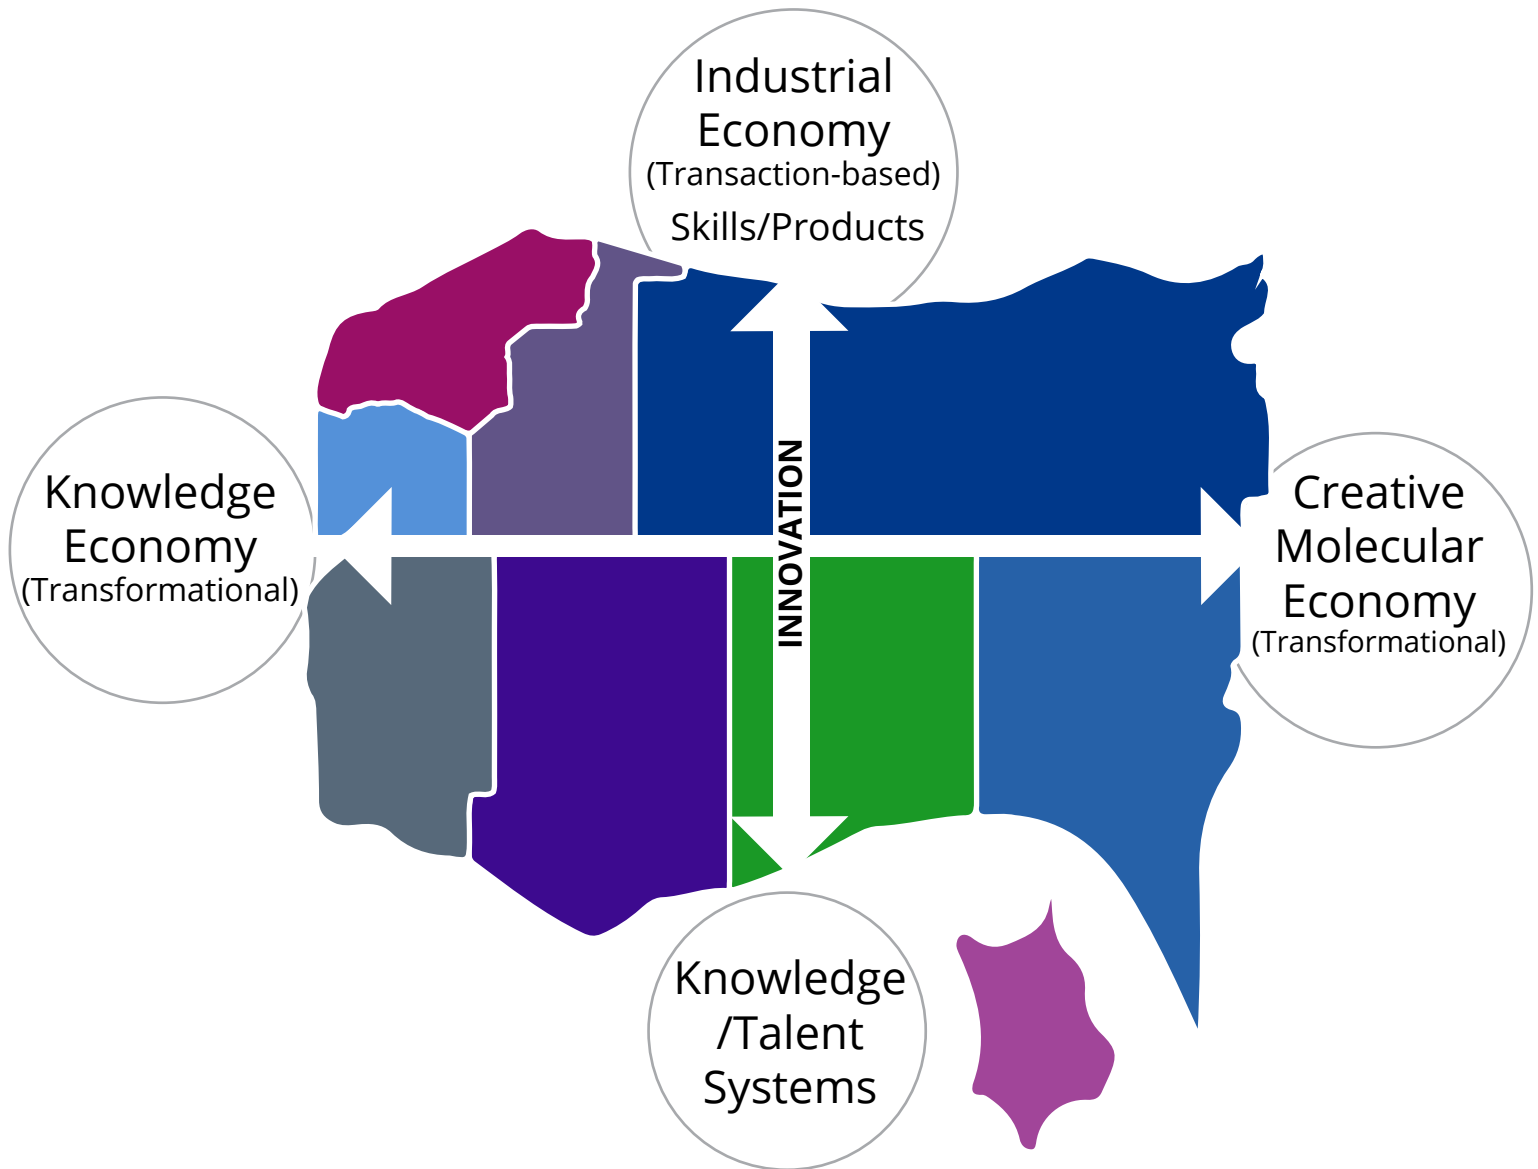 Industrial
Economy
(Transaction-based)
Skills/Products
Knowledge
Economy
(Transformational)
INNOVATION
Creative
Molecular
Economy
(Transformational)
Knowledge
/Talent
Systems